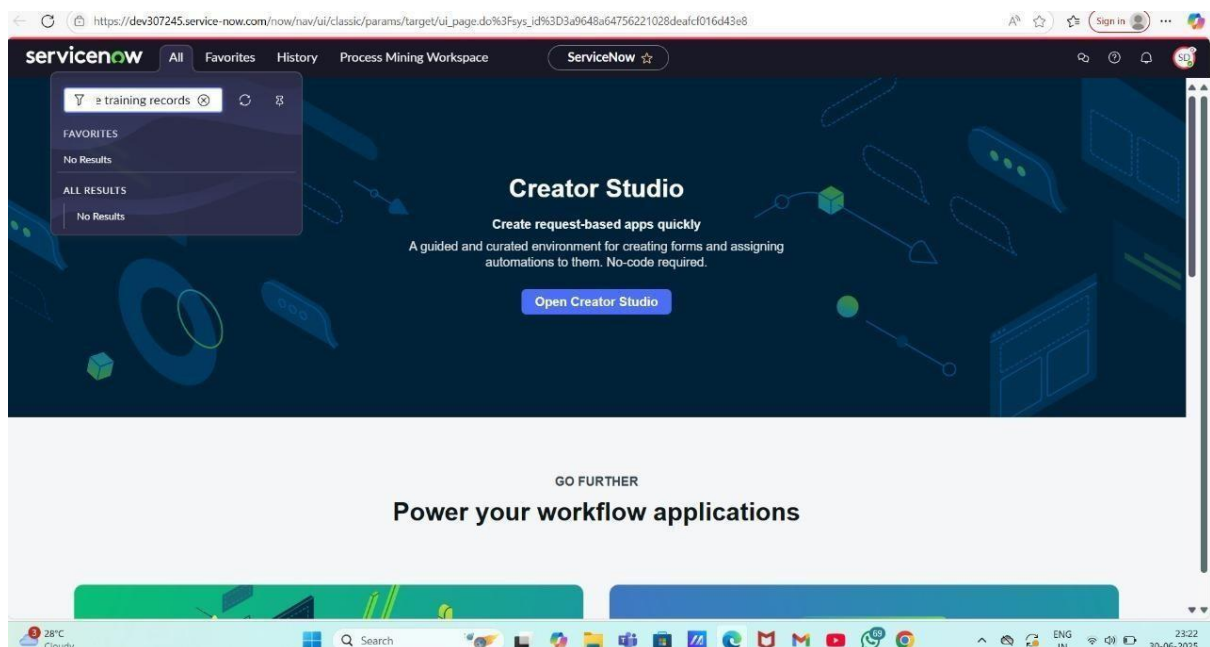 https://dev307245.service-now.com/now/nav/ui/classic/params/target/ui_page.do%3Fsys_id%3D3a9648a64756221028deafcf016d43e8
Sign in
servicenow All Favorites History Process Mining Workspace ServiceNow SD
e training records
FAVORITES
No Results
ALL RESULTS
No Results
Creator Studio
Create request-based apps quickly
A guided and curated environment for creating forms and assigning
automations to them. No-code required.
Open Creator Studio
GO FURTHER
Power your workflow applications
3 28°C
Cloudy
Search
69
ENG
IN
23:22
30-06-2025